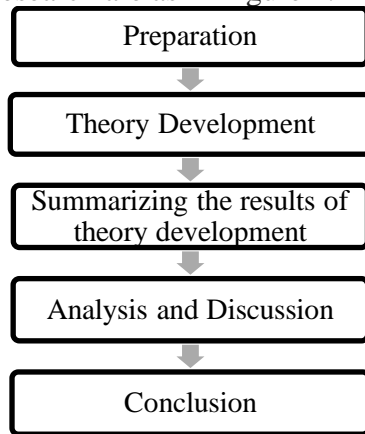 Preparation
Theory Development
Summarizing the results of
theory development
Analysis and Discussion
Conclusion